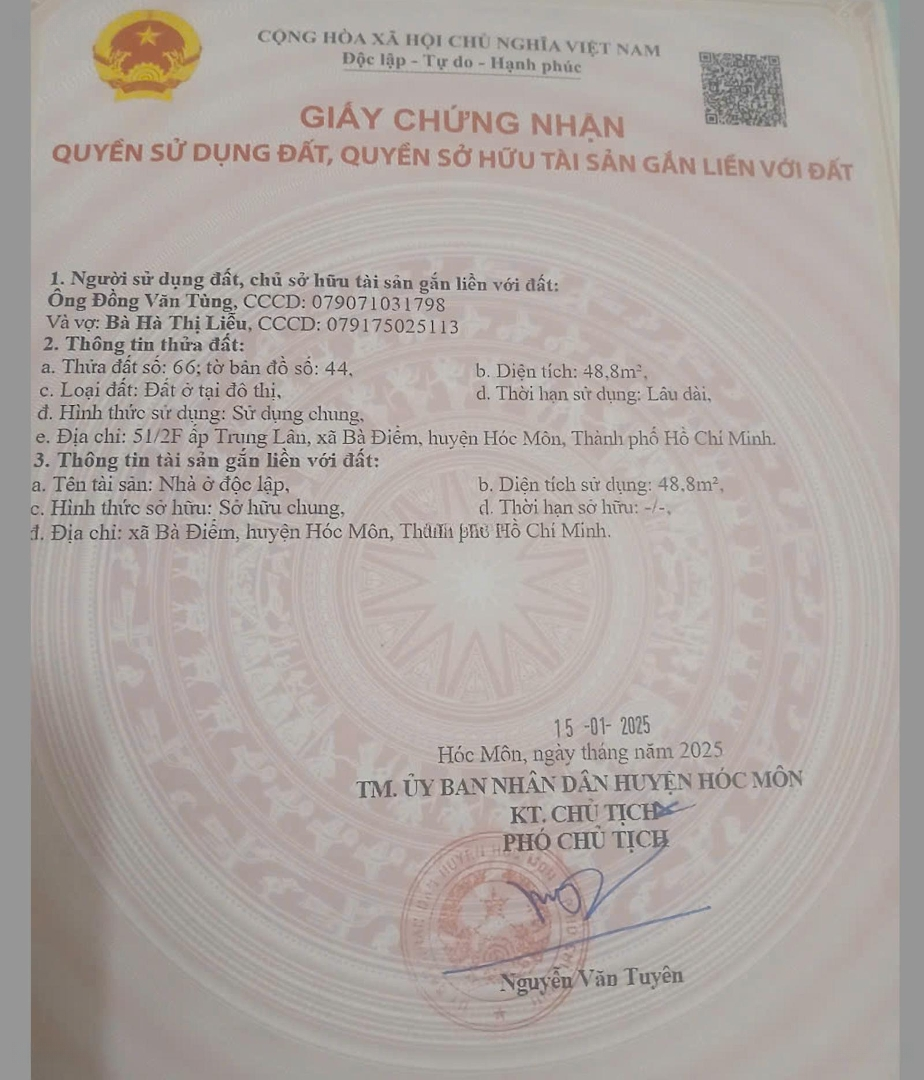 CỘNG HÒA XÃ HỘI CHỦ NGHĨA VIỆT NAM
Độc lập - Tự do - Hạnh phúc
GIẤY CHỨNG NHẬN
QUYỀN SỬ DỤNG ĐẤT, QUYỀN SỞ HỮU TÀI SẢN GẮN LIỀN VỚI ĐẤT
1. Người sử dụng đất, chủ sở hữu tài sản gắn liền với đất:
Ông Đồng Văn Tùng, CCCD: 079071031798
Và vợ: Bà Hà Thị Liễu, CCCD: 079175025113
2. Thông tin thửa đất:
a. Thửa đất số: 66; tờ bản đồ số: 44, b. Diện tích: 48,8m²,
c. Loại đất: Đất ở tại đô thị, d. Thời hạn sử dụng: Lâu dài,
đ. Hình thức sử dụng: Sử dụng chung,
e. Địa chỉ: 51/2F ấp Trung Lân, xã Bà Điểm, huyện Hóc Môn, Thành phố Hồ Chí Minh.
3. Thông tin tài sản gắn liền với đất:
a. Tên tài sản: Nhà ở độc lập, b. Diện tích sử dụng: 48,8m²,
c. Hình thức sở hữu: Sở hữu chung, d. Thời hạn sở hữu: -/-,
đ. Địa chỉ: xã Bà Điểm, huyện Hóc Môn, Hồ Chí Minh.
15 -01- 2025
Hóc Môn, ngày tháng năm 2025
TM. ỦY BAN NHÂN DÂN HUYỆN HÓC MÔN
KT. CHỦ TỊCH
PHÓ CHỦ TỊCH
Nguyễn Văn Tuyên